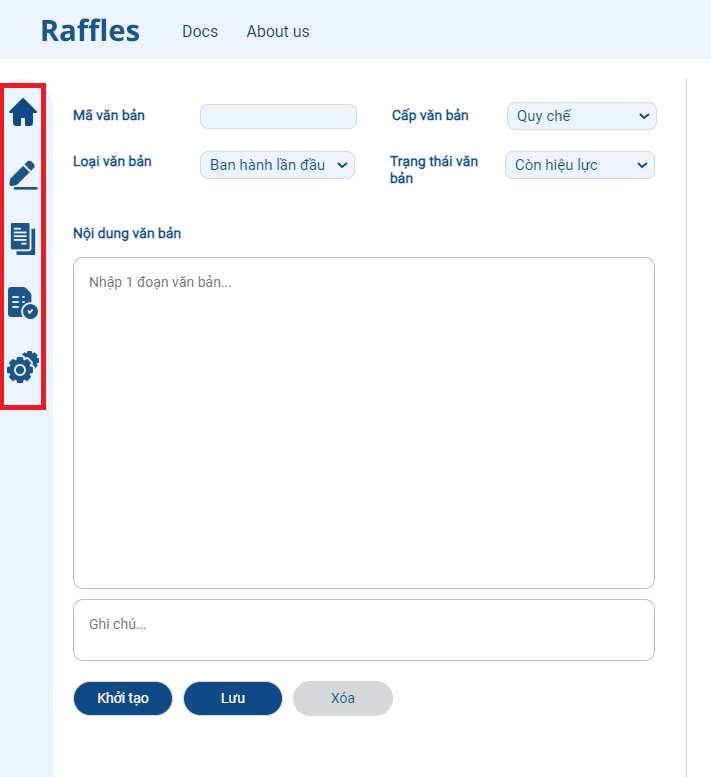 Raffles Docs About us
Mã văn bản
Cấp văn bản Quy chế
Loại văn bản Ban hành lần đầu
Trạng thái văn
bản
Còn hiệu lực
Nội dung văn bản
Nhập 1 đoạn văn bản...
Ghi chú...
Khởi tạo Lưu Xóa